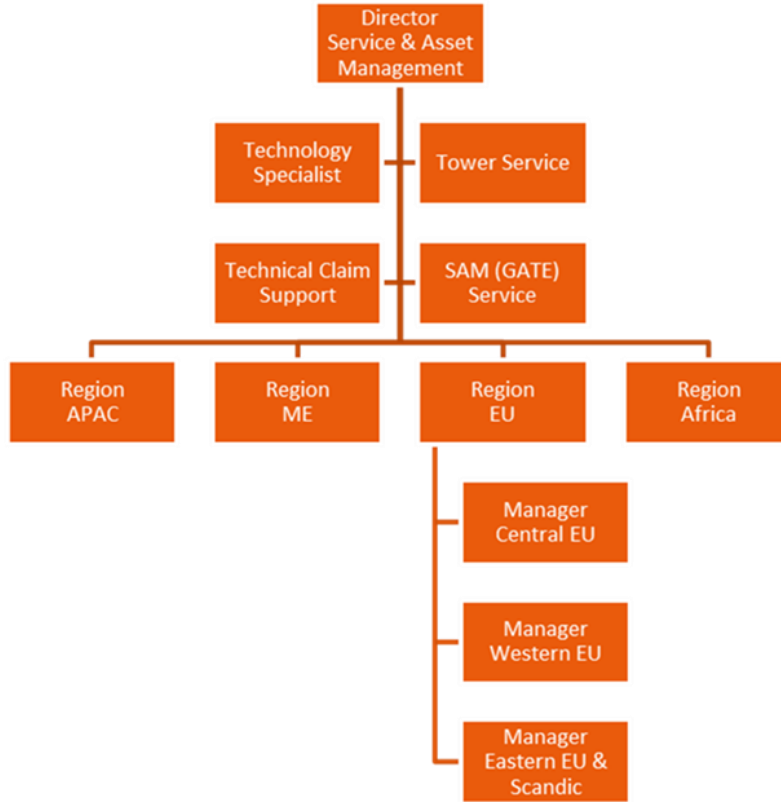 Director
Service & Asset
Management
Technology
Specialist
Tower Service
Technical Claim
Support
SAM (GATE)
Service
Region
APAC
Region
ME
Region
EU
Region
Africa
Manager
Central EU
Manager
Western EU
Manager
Eastern EU &
Scandic